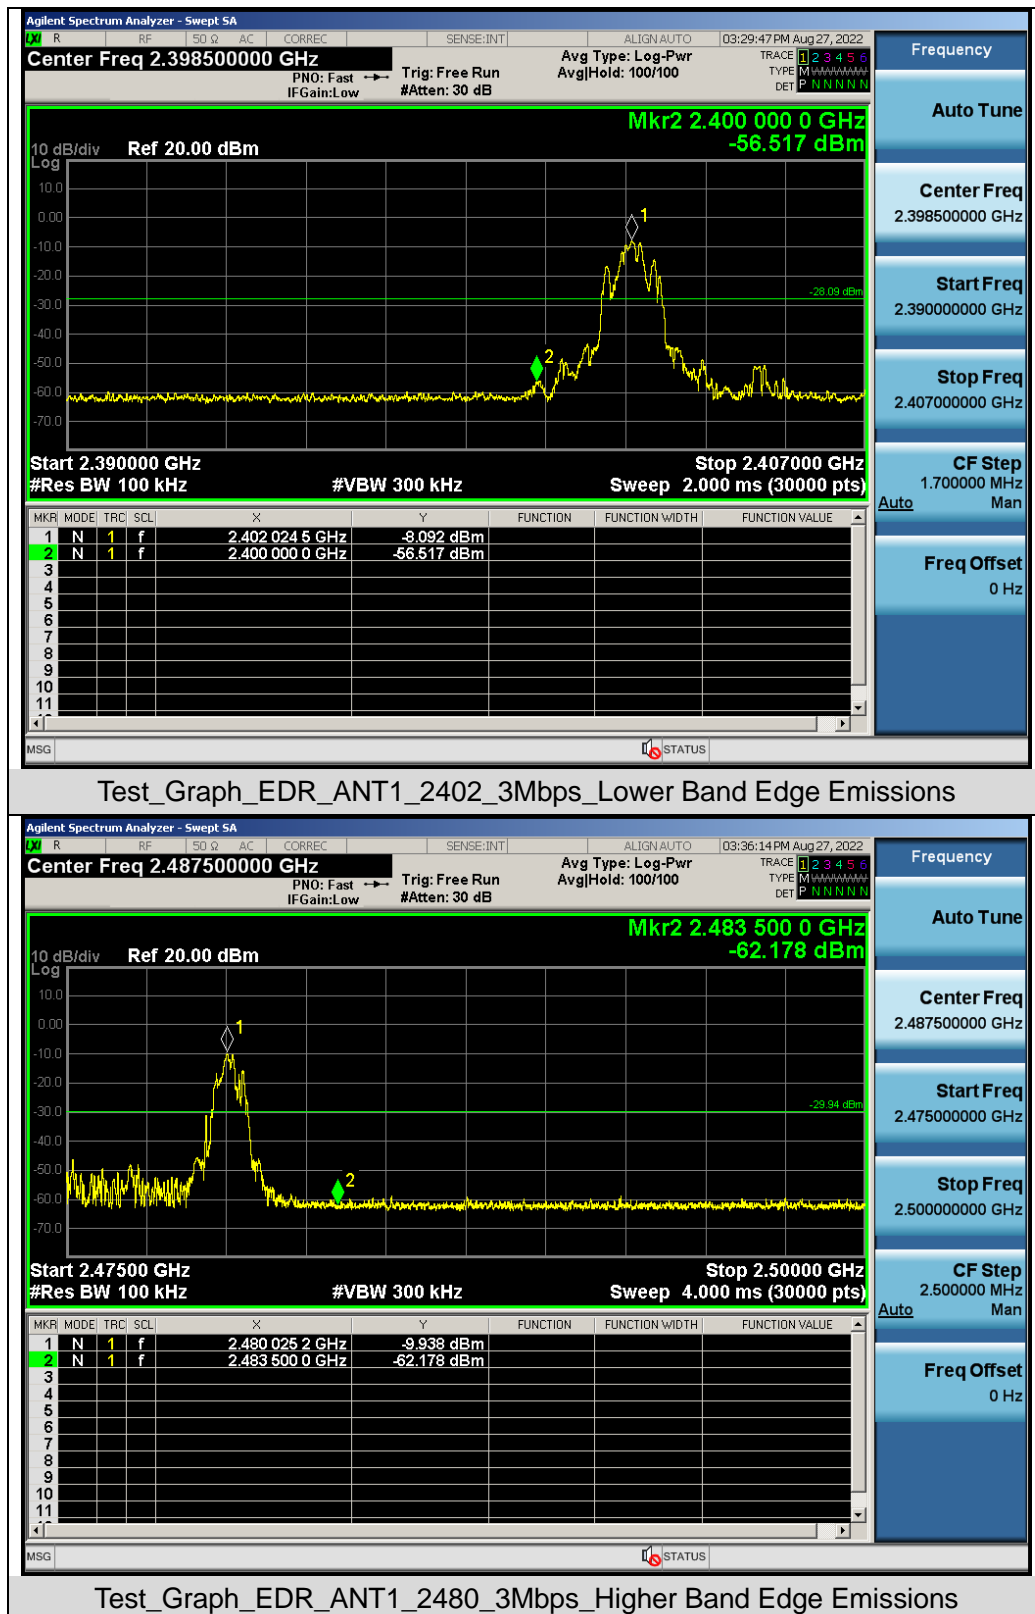 Agilent Spectrum Analyzer - Swept SA
LXI R RF 50 Ω AC CORREC SENSE:INT ALIGN AUTO 03:29:47 PM Aug 27, 2022
Center Freq 2.398500000 GHz
PNO: Fast
IFGain:Low
Trig: Free Run
#Atten: 30 dB
Avg Type: Log-Pwr
Avg|Hold: 100/100
TRACE 1 2 3 4 5 6
TYPE M
DET P N N N N N
Mkr2 2.400 000 0 GHz
-56.517 dBm
10 dB/div Ref 20.00 dBm
Log
10.0
0.00
-10.0
-20.0
-30.0
-40.0
-50.0
-60.0
-70.0
1
2
-28.09 dBm
Start 2.390000 GHz Stop 2.407000 GHz
#Res BW 100 kHz #VBW 300 kHz Sweep 2.000 ms (30000 pts)
MKR MODE TRC SCL X Y FUNCTION FUNCTION WIDTH FUNCTION VALUE
1 N 1 f 2.402 024 5 GHz -8.092 dBm
2 N 1 f 2.400 000 0 GHz -56.517 dBm
3
4
5
6
7
8
9
10
11
MSG STATUS
Frequency
Auto Tune
Center Freq
2.398500000 GHz
Start Freq
2.390000000 GHz
Stop Freq
2.407000000 GHz
CF Step
1.700000 MHz
Auto Man
Freq Offset
0 Hz
Test_Graph_EDR_ANT1_2402_3Mbps_Lower Band Edge Emissions
Agilent Spectrum Analyzer - Swept SA
LXI R RF 50 Ω AC CORREC SENSE:INT ALIGN AUTO 03:36:14 PM Aug 27, 2022
Center Freq 2.487500000 GHz
PNO: Fast
IFGain:Low
Trig: Free Run
#Atten: 30 dB
Avg Type: Log-Pwr
Avg|Hold: 100/100
TRACE 1 2 3 4 5 6
TYPE M
DET P N N N N N
Mkr2 2.483 500 0 GHz
-62.178 dBm
10 dB/div Ref 20.00 dBm
Log
10.0
0.00
-10.0
-20.0
-30.0
-40.0
-50.0
-60.0
-70.0
1
2
-29.94 dBm
Start 2.47500 GHz Stop 2.50000 GHz
#Res BW 100 kHz #VBW 300 kHz Sweep 4.000 ms (30000 pts)
MKR MODE TRC SCL X Y FUNCTION FUNCTION WIDTH FUNCTION VALUE
1 N 1 f 2.480 025 2 GHz -9.938 dBm
2 N 1 f 2.483 500 0 GHz -62.178 dBm
3
4
5
6
7
8
9
10
11
MSG STATUS
Frequency
Auto Tune
Center Freq
2.487500000 GHz
Start Freq
2.475000000 GHz
Stop Freq
2.500000000 GHz
CF Step
2.500000 MHz
Auto Man
Freq Offset
0 Hz
Test_Graph_EDR_ANT1_2480_3Mbps_Higher Band Edge Emissions